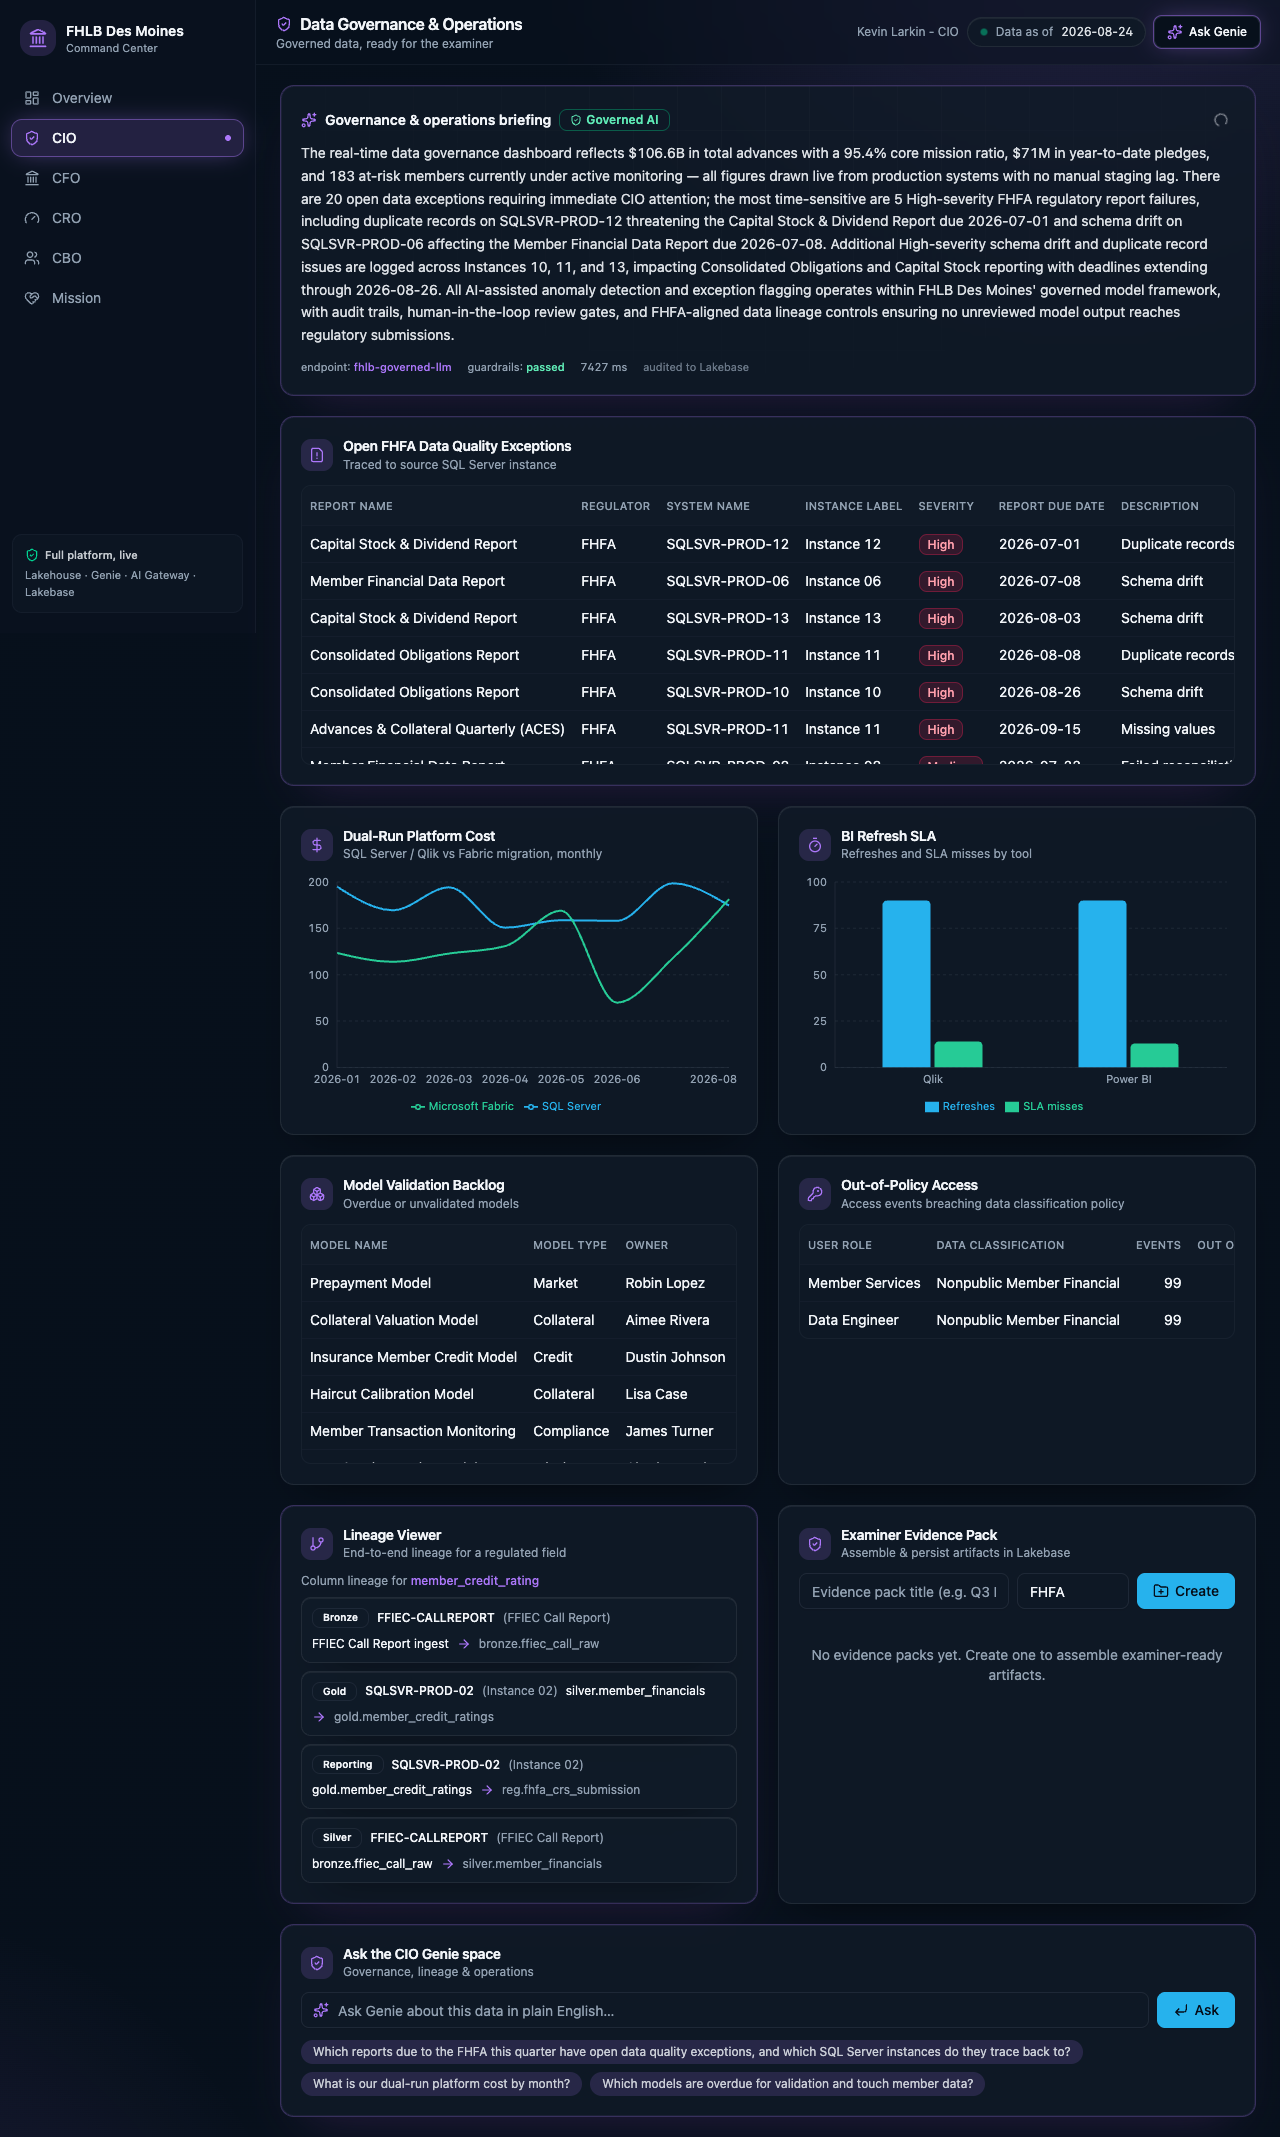 FHLB Des Moines
Command Center
Overview
CIO
CFO
CRO
CBO
Mission
Full platform, live
Lakehouse · Genie · AI Gateway ·
Lakebase
Data Governance & Operations
Governed data, ready for the examiner
Kevin Larkin - CIO
Data as of 2026-08-24
Ask Genie
Governance & operations briefing
Governed AI
The real-time data governance dashboard reflects $106.6B in total advances with a 95.4% core mission ratio, $71M in year-to-date pledges,
and 183 at-risk members currently under active monitoring — all figures drawn live from production systems with no manual staging lag. There
are 20 open data exceptions requiring immediate CIO attention; the most time-sensitive are 5 High-severity FHFA regulatory report failures,
including duplicate records on SQLSVR-PROD-12 threatening the Capital Stock & Dividend Report due 2026-07-01 and schema drift on
SQLSVR-PROD-06 affecting the Member Financial Data Report due 2026-07-08. Additional High-severity schema drift and duplicate record
issues are logged across Instances 10, 11, and 13, impacting Consolidated Obligations and Capital Stock reporting with deadlines extending
through 2026-08-26. All AI-assisted anomaly detection and exception flagging operates within FHLB Des Moines' governed model framework,
with audit trails, human-in-the-loop review gates, and FHFA-aligned data lineage controls ensuring no unreviewed model output reaches
regulatory submissions.
endpoint: fhlb-governed-llm guardrails: passed 7427 ms audited to Lakebase
Open FHFA Data Quality Exceptions
Traced to source SQL Server instance
REPORT NAME REGULATOR SYSTEM NAME INSTANCE LABEL SEVERITY REPORT DUE DATE DESCRIPTION
Capital Stock & Dividend Report FHFA SQLSVR-PROD-12 Instance 12 High 2026-07-01 Duplicate records
Member Financial Data Report FHFA SQLSVR-PROD-06 Instance 06 High 2026-07-08 Schema drift
Capital Stock & Dividend Report FHFA SQLSVR-PROD-13 Instance 13 High 2026-08-03 Schema drift
Consolidated Obligations Report FHFA SQLSVR-PROD-11 Instance 11 High 2026-08-08 Duplicate records
Consolidated Obligations Report FHFA SQLSVR-PROD-10 Instance 10 High 2026-08-26 Schema drift
Advances & Collateral Quarterly (ACES) FHFA SQLSVR-PROD-11 Instance 11 High 2026-09-15 Missing values
Dual-Run Platform Cost
SQL Server / Qlik vs Fabric migration, monthly
200
150
100
50
0
2026-01 2026-02 2026-03 2026-04 2026-05 2026-06 2026-08
Microsoft Fabric SQL Server
BI Refresh SLA
Refreshes and SLA misses by tool
100
75
50
25
0
Qlik Power BI
Refreshes SLA misses
Model Validation Backlog
Overdue or unvalidated models
MODEL NAME MODEL TYPE OWNER
Prepayment Model Market Robin Lopez
Collateral Valuation Model Collateral Aimee Rivera
Insurance Member Credit Model Credit Dustin Johnson
Haircut Calibration Model Collateral Lisa Case
Member Transaction Monitoring Compliance James Turner
Out-of-Policy Access
Access events breaching data classification policy
USER ROLE DATA CLASSIFICATION EVENTS OUT O
Member Services Nonpublic Member Financial 99
Data Engineer Nonpublic Member Financial 99
Lineage Viewer
End-to-end lineage for a regulated field
Column lineage for member_credit_rating
Bronze FFIEC-CALLREPORT (FFIEC Call Report)
FFIEC Call Report ingest → bronze.ffiec_call_raw
Gold SQLSVR-PROD-02 (Instance 02) silver.member_financials
→ gold.member_credit_ratings
Reporting SQLSVR-PROD-02 (Instance 02)
gold.member_credit_ratings → reg.fhfa_crs_submission
Silver FFIEC-CALLREPORT (FFIEC Call Report)
bronze.ffiec_call_raw → silver.member_financials
Examiner Evidence Pack
Assemble & persist artifacts in Lakebase
Evidence pack title (e.g. Q3 FHFA Create
No evidence packs yet. Create one to assemble examiner-ready
artifacts.
Ask the CIO Genie space
Governance, lineage & operations
Ask Genie about this data in plain English...
Ask
Which reports due to the FHFA this quarter have open data quality exceptions, and which SQL Server instances do they trace back to?
What is our dual-run platform cost by month?
Which models are overdue for validation and touch member data?